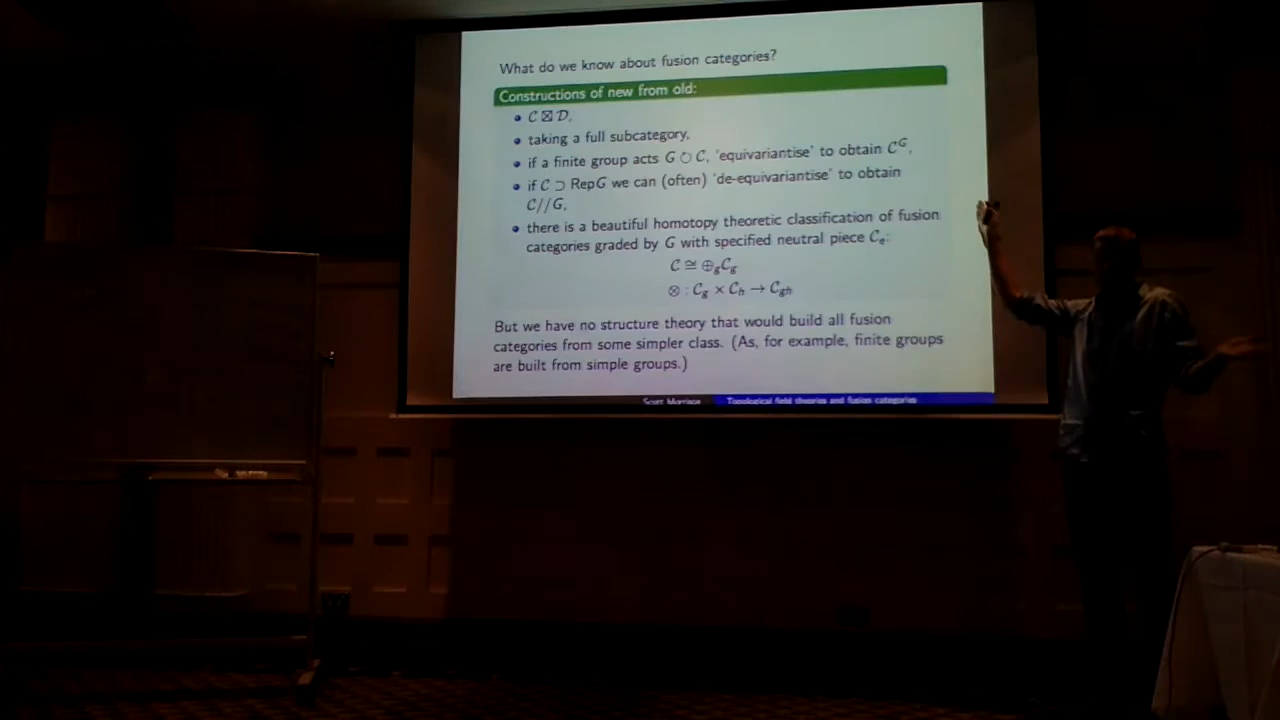 What do we know about fusion categories?
Constructions of new from old:
• C ⊠ D,
• taking a full subcategory,
• if a finite group acts G ↻ C, 'equivariantise' to obtain C^G,
• if C ⊃ RepG we can (often) 'de-equivariantise' to obtain
C//G,
• there is a beautiful homotopy theoretic classification of fusion
categories graded by G with specified neutral piece C_e:
C ≅ ⊕_g C_g
⊗ : C_g × C_h → C_gh
But we have no structure theory that would build all fusion
categories from some simpler class. (As, for example, finite groups
are built from simple groups.)
Scott Morrison Topological field theories and fusion categories